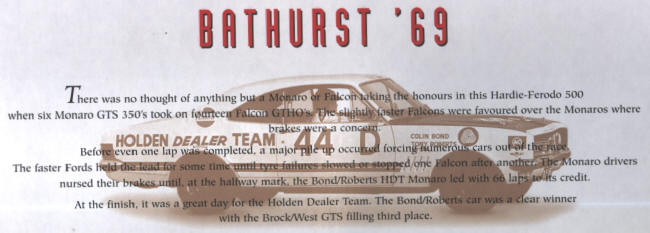 BATHURST '69
There was no thought of anything but a Monaro or Falcon taking the honours in this Hardie-Ferodo 500
when six Monaro GTS 350's took on fourteen Falcon GTHO's. The slightly faster Falcons were favoured over the Monaros where
brakes were a concern.
HOLDEN DEALER TEAM · 44 D
COLIN BOND
TONY ROBERTS
Before even one lap was completed, a major pile up occurred forcing numerous cars out of the race.
The faster Fords held the lead for some time until tyre failures slowed or stopped one Falcon after another. The Monaro drivers
nursed their brakes until, at the halfway mark, the Bond/Roberts HDT Monaro led with 66 laps to its credit.
At the finish, it was a great day for the Holden Dealer Team. The Bond/Roberts car was a clear winner
with the Brock/West GTS filling third place.